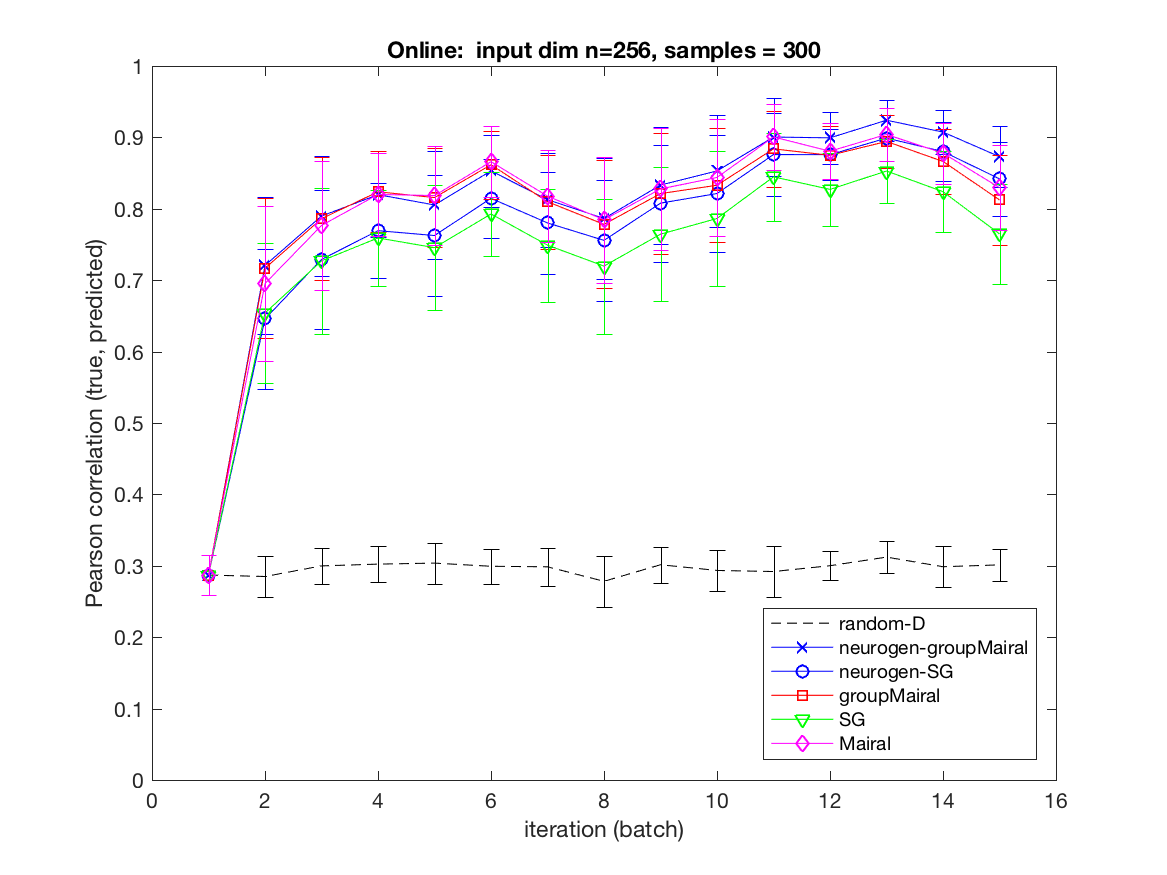 Online:  input dim n=256, samples = 300
Pearson correlation (true, predicted)
1
0.9
0.8
0.7
0.6
0.5
0.4
0.3
0.2
0.1
0
0 2 4 6 8 10 12 14 16
iteration (batch)
random-D
neurogen-groupMairal
neurogen-SG
groupMairal
SG
Mairal